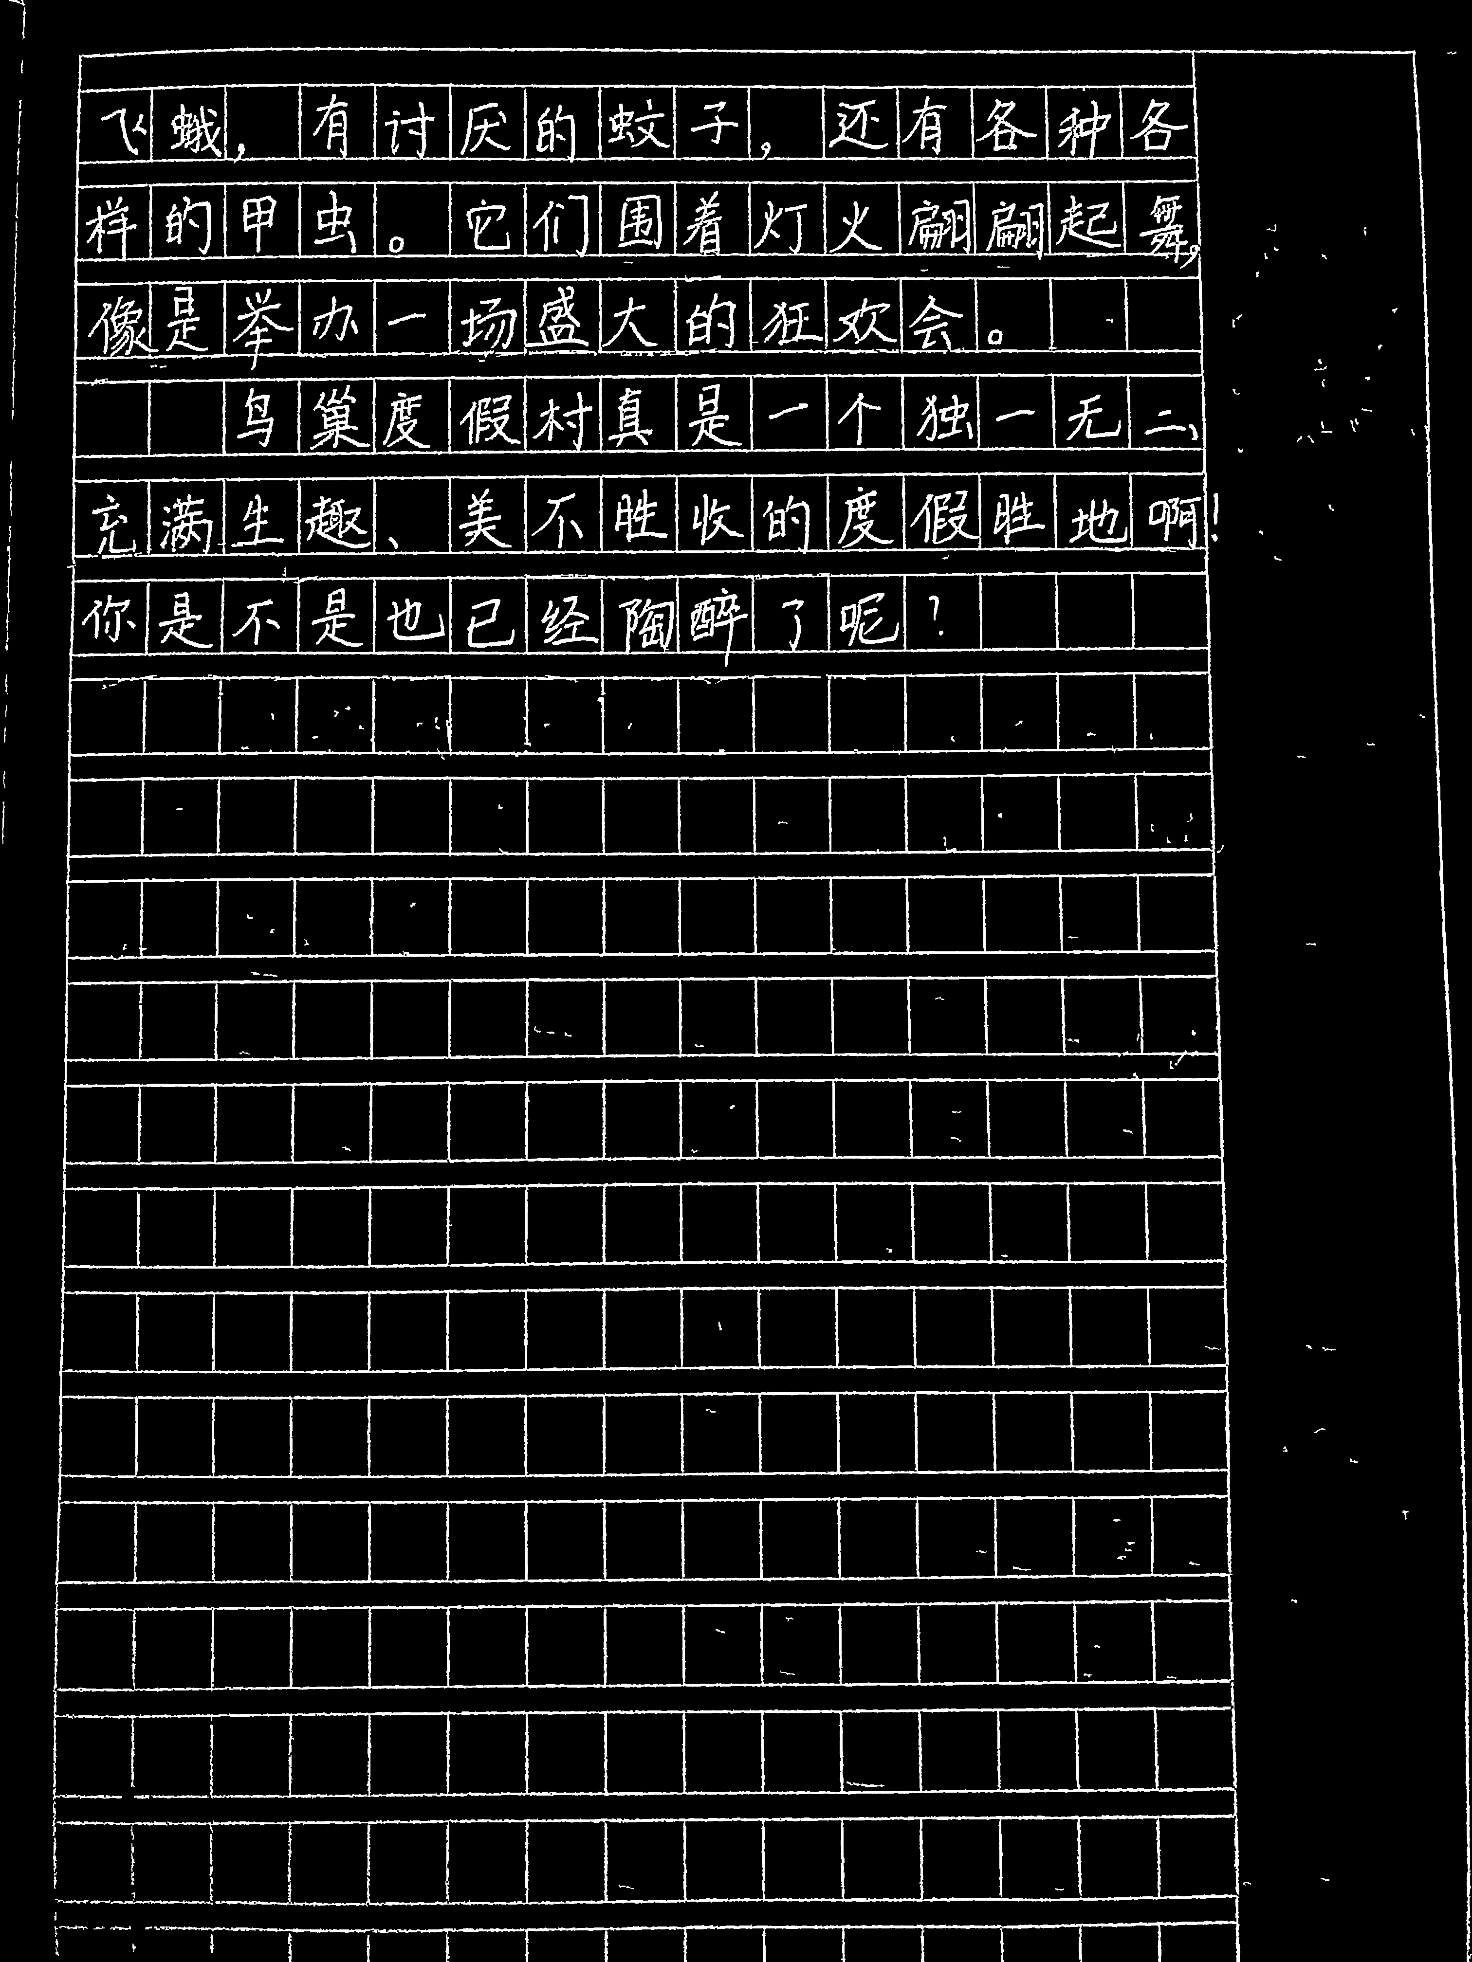 飞蛾，有讨厌的蚊子，还有各种各
样的甲虫。它们围着灯火翩翩起舞，
像是举办一场盛大的狂欢会。
鸟巢度假村真是一个独一无二、
充满生趣、美不胜收的度假胜地啊！
你是不是也已经陶醉了呢？